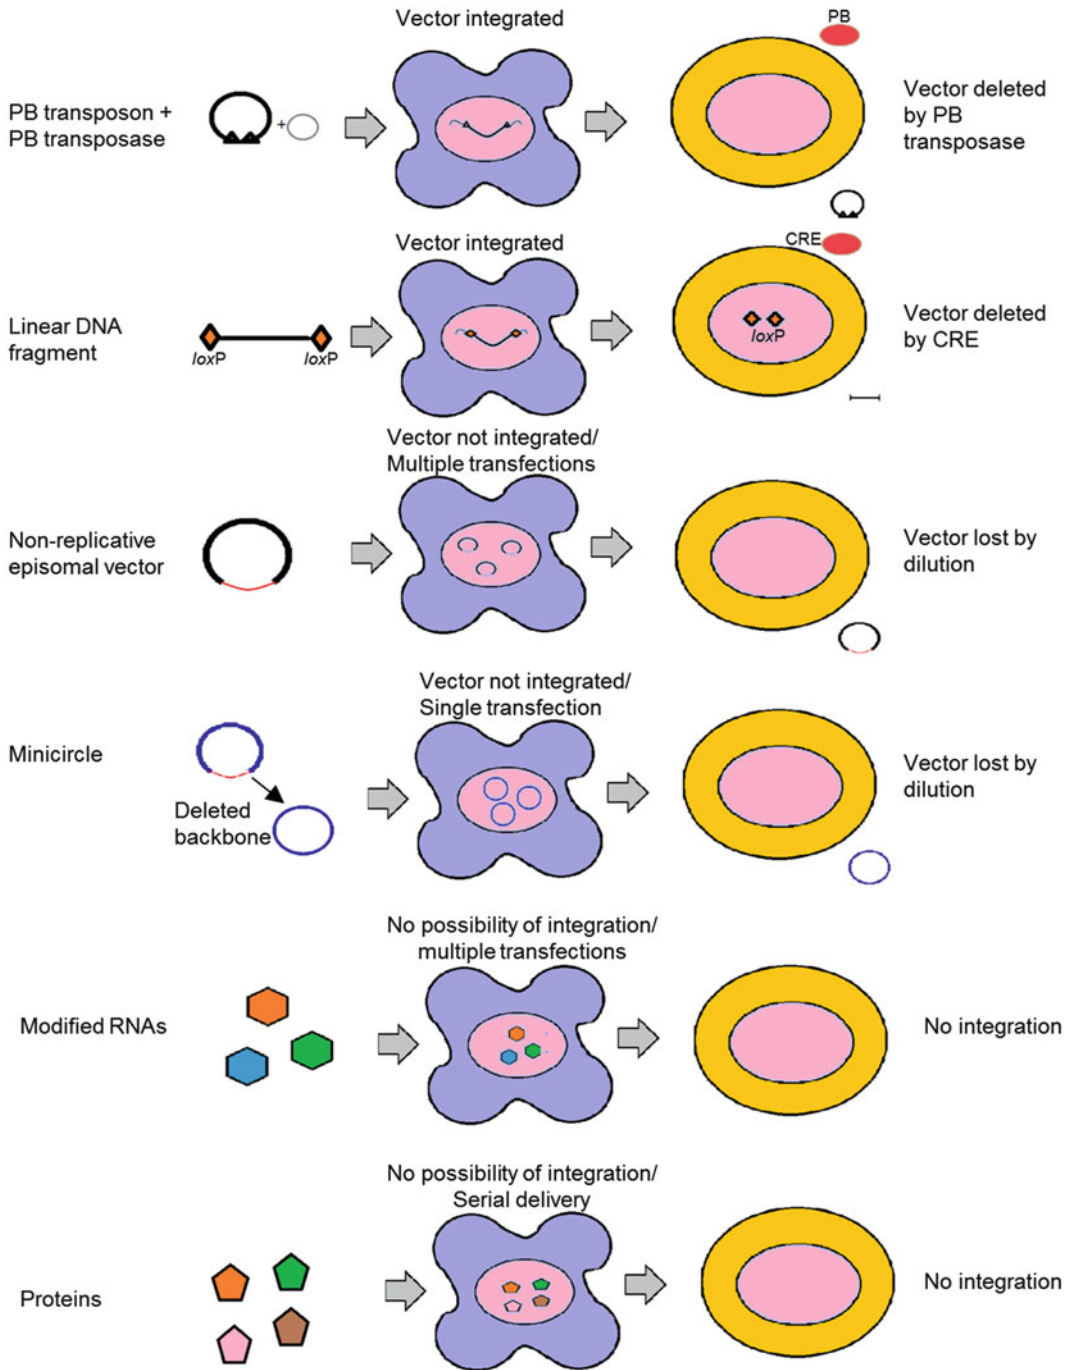 Vector integrated
PB
PB transposon +
PB transposase
+
Vector deleted
by PB
transposase
Vector integrated
CRE
Linear DNA
fragment
loxP
loxP
loxP
Vector deleted
by CRE
Vector not integrated/
Multiple transfections
Non-replicative
episomal vector
Vector lost by
dilution
Vector not integrated/
Single transfection
Minicircle
Deleted
backbone
Vector lost by
dilution
No possibility of integration/
multiple transfections
Modified RNAs
No integration
No possibility of integration/
Serial delivery
Proteins
No integration